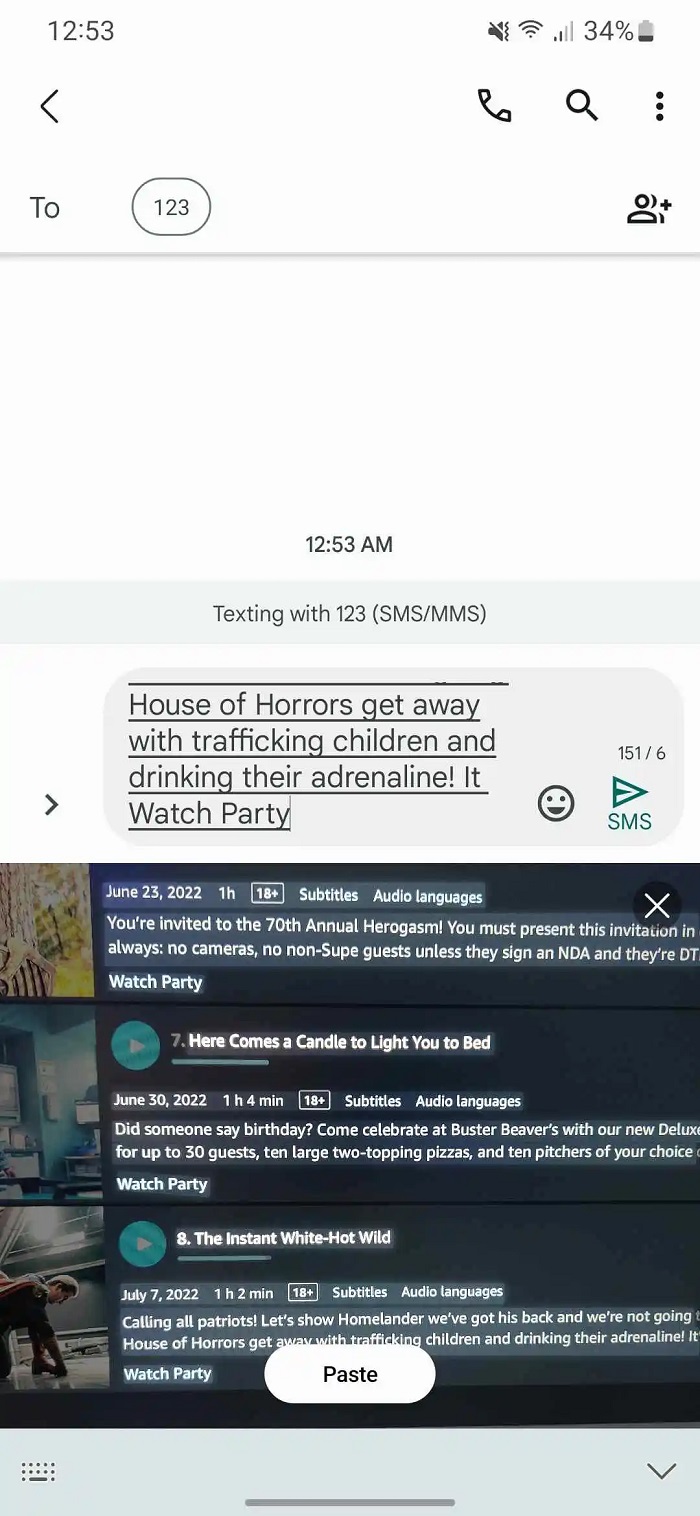 12:53
34%
To
123
12:53 AM
Texting with 123 (SMS/MMS)
House of Horrors get away
with trafficking children and
drinking their adrenaline! It
Watch Party
151 / 6
SMS
June 23, 2022 1h 18+ Subtitles Audio languages
You're invited to the 70th Annual Herogasm! You must present this invitation in
always: no cameras, no non-Supe guests unless they sign an NDA and they're DT
Watch Party
7. Here Comes a Candle to Light You to Bed
June 30, 2022 1 h 4 min 18+ Subtitles Audio languages
Did someone say birthday? Come celebrate at Buster Beaver's with our new Deluxe
for up to 30 guests, ten large two-topping pizzas, and ten pitchers of your choice
Watch Party
8. The Instant White-Hot Wild
July 7, 2022 1 h 2 min 18+ Subtitles Audio languages
Calling all patriots! Let's show Homelander we've got his back and we're not going
House of Horrors get away with trafficking children and drinking their adrenaline! It
Watch Party
Paste